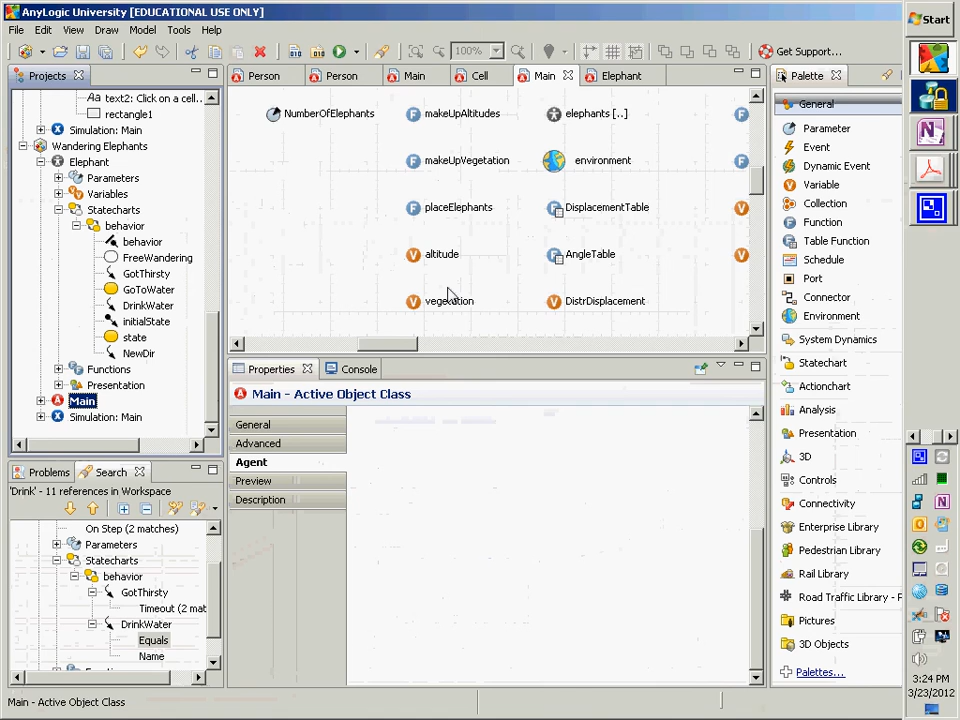 AnyLogic University [EDUCATIONAL USE ONLY]
File Edit View Draw Model Tools Help
100% Get Support...
Start
Projects
Aa text2: Click on a cell..
rectangle1
Simulation: Main
Wandering Elephants
Elephant
Parameters
Variables
Statecharts
behavior
behavior
FreeWandering
GotThirsty
GoToWater
DrinkWater
initialState
state
NewDir
Functions
Presentation
Main
Simulation: Main
Problems Search
'Drink' - 11 references in Workspace
On Step (2 matches)
Parameters
Statecharts
behavior
GotThirsty
Timeout (2 mat
DrinkWater
Equals
Name
Main - Active Object Class
Person Person Main Cell Main Elephant
NumberOfElephants makeUpAltitudes elephants [..]
makeUpVegetation environment
placeElephants DisplacementTable
altitude AngleTable
vegetation DistrDisplacement
Properties Console
Main - Active Object Class
General
Advanced
Agent
Preview
Description
Palette
General
Parameter
Event
Dynamic Event
Variable
Collection
Function
Table Function
Schedule
Port
Connector
Environment
System Dynamics
Statechart
Actionchart
Analysis
Presentation
3D
Controls
Connectivity
Enterprise Library
Pedestrian Library
Rail Library
Road Traffic Library - P
Pictures
3D Objects
Palettes...
3:24 PM
3/23/2012